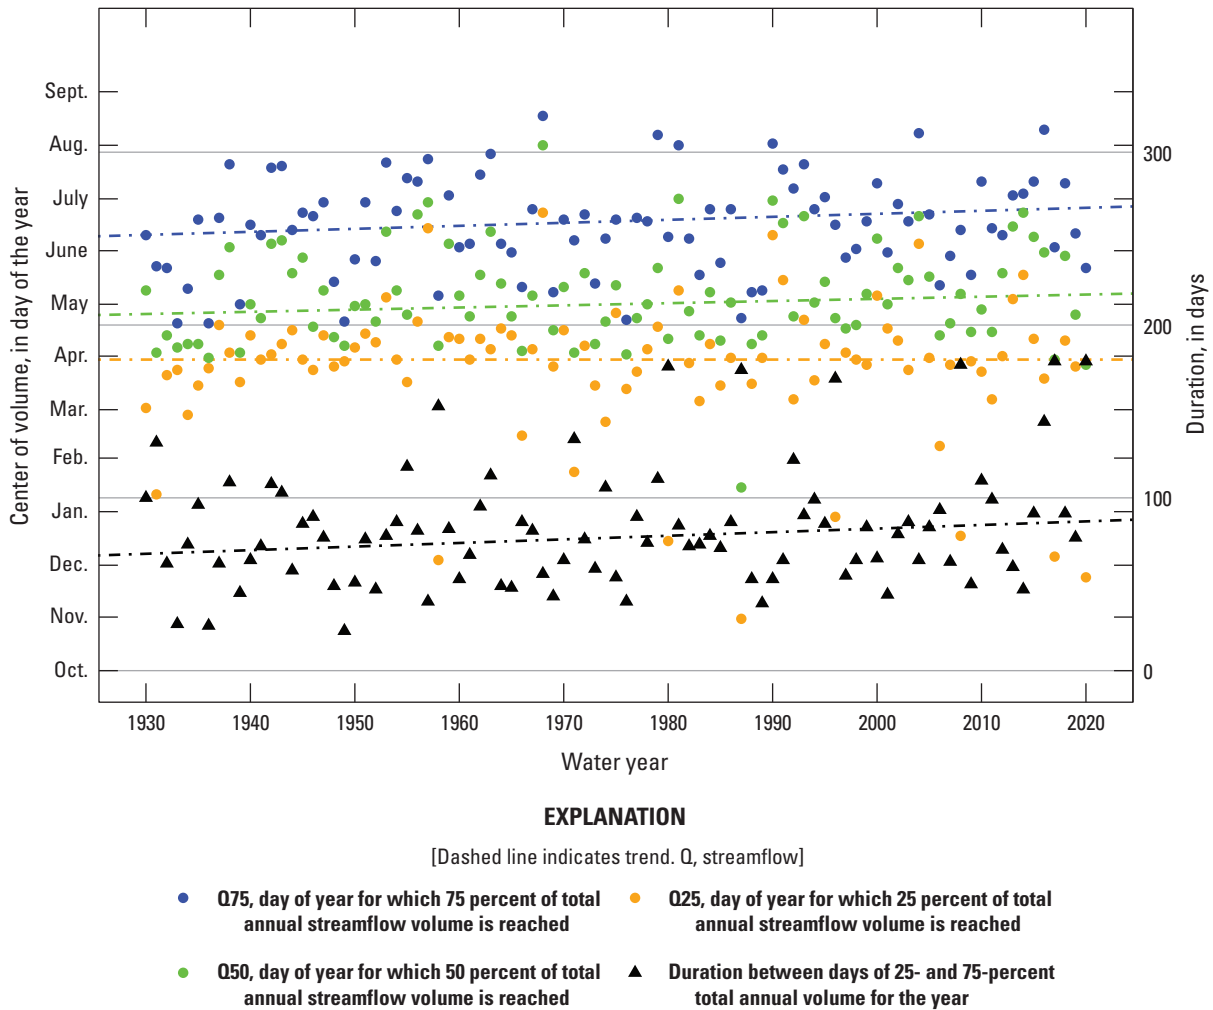 Sept.
Aug.
July
June
May
Apr.
Mar.
Feb.
Jan.
Dec.
Nov.
Oct.
Center of volume, in day of the year
300
200
100
0
Duration, in days
1930 1940 1950 1960 1970 1980 1990 2000 2010 2020
Water year
EXPLANATION
[Dashed line indicates trend. Q, streamflow]
Q75, day of year for which 75 percent of total
annual streamflow volume is reached
Q25, day of year for which 25 percent of total
annual streamflow volume is reached
Q50, day of year for which 50 percent of total
annual streamflow volume is reached
Duration between days of 25- and 75-percent
total annual volume for the year